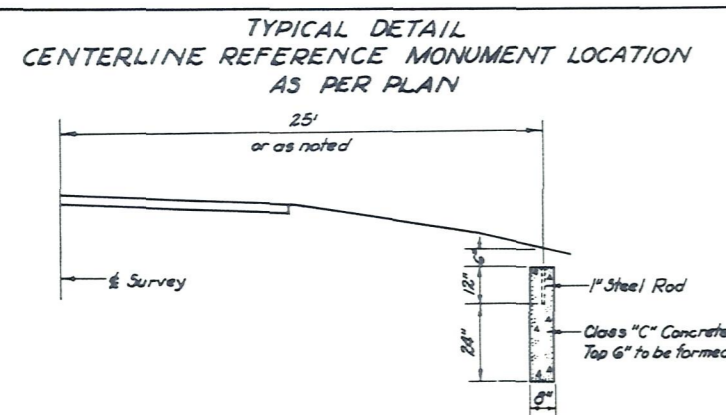 TYPICAL DETAIL
CENTERLINE REFERENCE MONUMENT LOCATION
AS PER PLAN
25'
or as noted
℄ Survey
6"
12"
1" Steel Rod
24"
Class "C" Concrete
Top 6" to be formed
8"